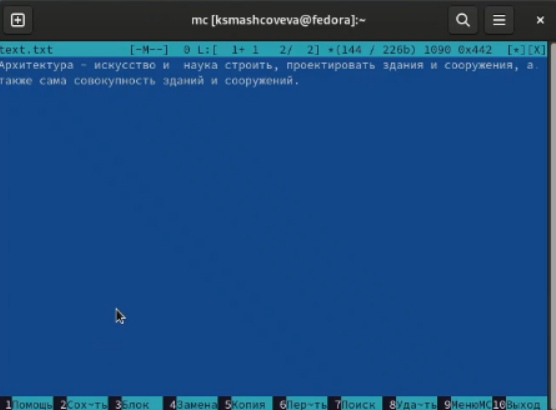 mc [ksmashcoveva@fedora]:~
text.txt [-M--] 0 L:[ 1+ 1 2/ 2] *(144 / 226b) 1090 0x442 [*][X]
Архитектура - искусство и наука строить, проектировать здания и сооружения, а
также сама совокупность зданий и сооружений.
1Помощь 2Сох~ть 3Блок 4Замена 5Копия 6Пер~ть 7Поиск 8Уда~ть 9МенюMC 10Выход